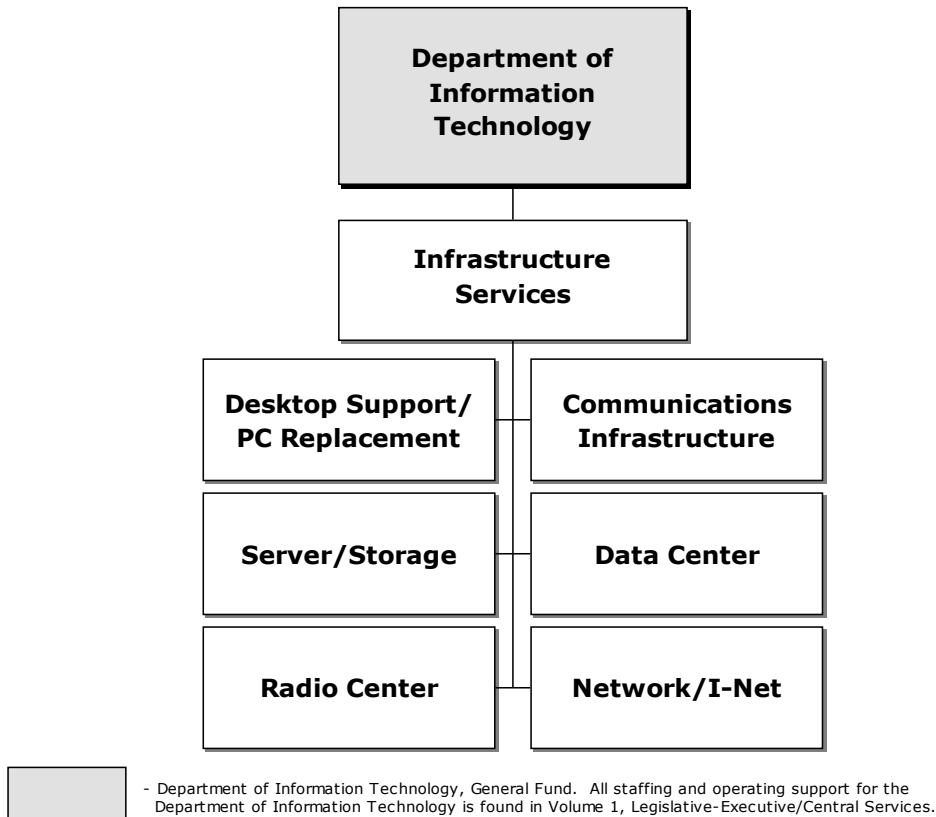 Department of
Information
Technology
Infrastructure
Services
Desktop Support/
PC Replacement
Communications
Infrastructure
Server/Storage
Data Center
Radio Center
Network/I-Net
- Department of Information Technology, General Fund. All staffing and operating support for the
Department of Information Technology is found in Volume 1, Legislative-Executive/Central Services.